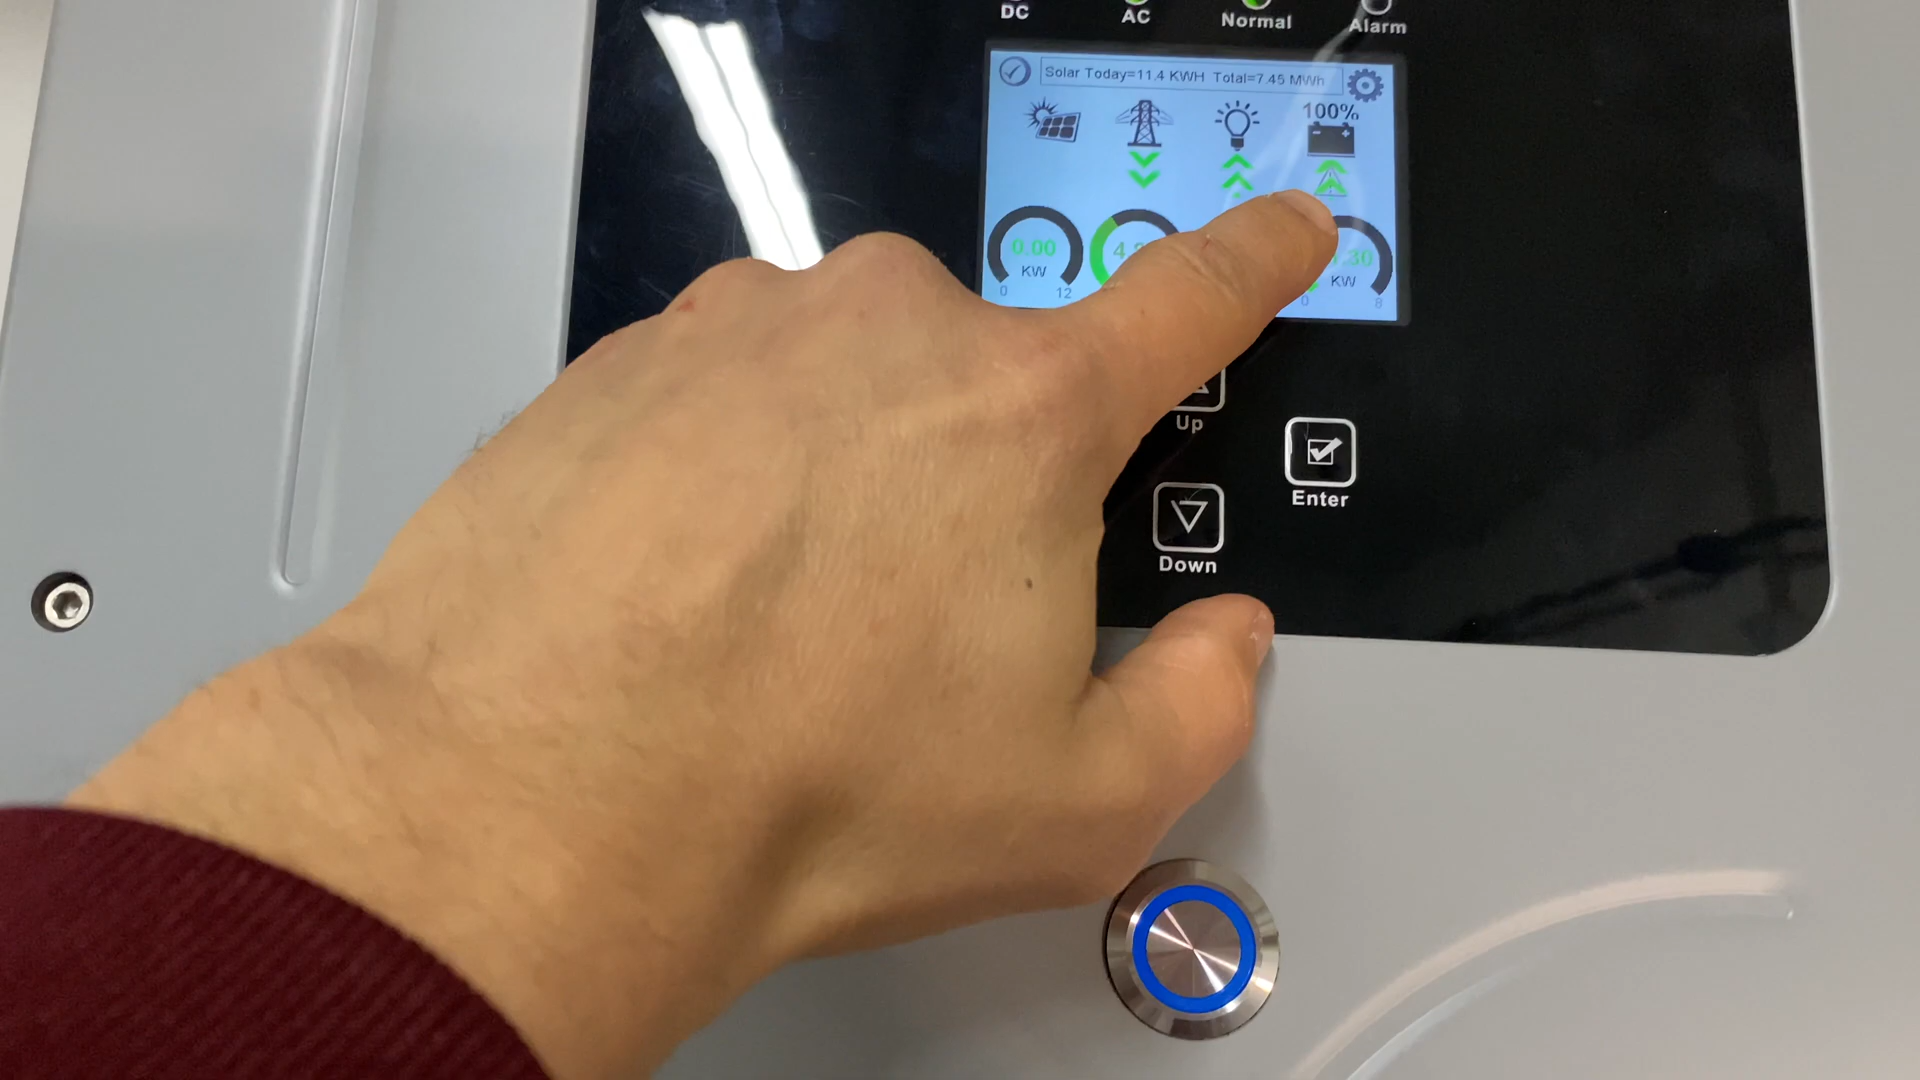 DC AC Normal Alarm
Solar Today=11.4 KWH Total=7.45 MWh
100%
0.00
KW KW
0 12 0 8
Up
Enter
Down